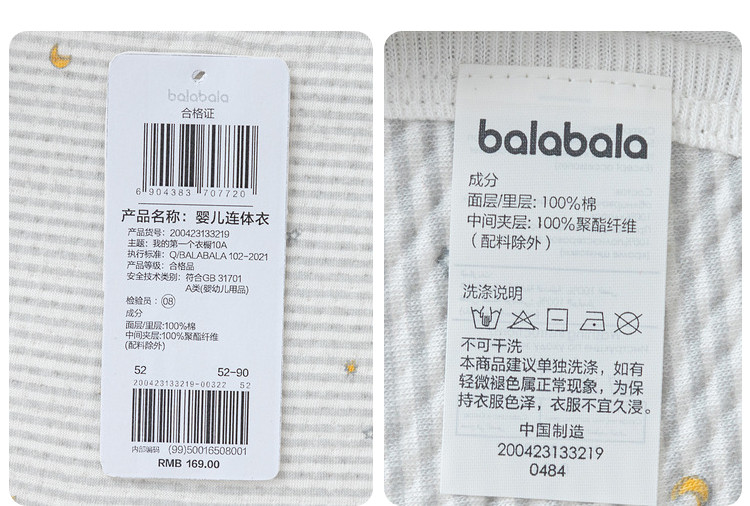 balabala
合格证
6 904383 707720
产品名称：婴儿连体衣
产品货号：200423133219
主题：我的第一个衣橱10A
执行标准：Q/BALABALA 102-2021
产品等级：合格品
安全技术类别：符合GB 31701
A类(婴幼儿用品)
检验员：08
成分
面层/里层:100%棉
中间夹层:100%聚酯纤维
(配料除外)
52 52-90
200423133219-00322 52
内部编码 (99)50016508001
RMB 169.00
balabala
成分
面层/里层: 100%棉
中间夹层: 100%聚酯纤维
（配料除外）
洗涤说明
不可干洗
本商品建议单独洗涤，如有
轻微褪色属正常现象，为保
持衣服色泽，衣服不宜久浸。
中国制造
200423133219
0484